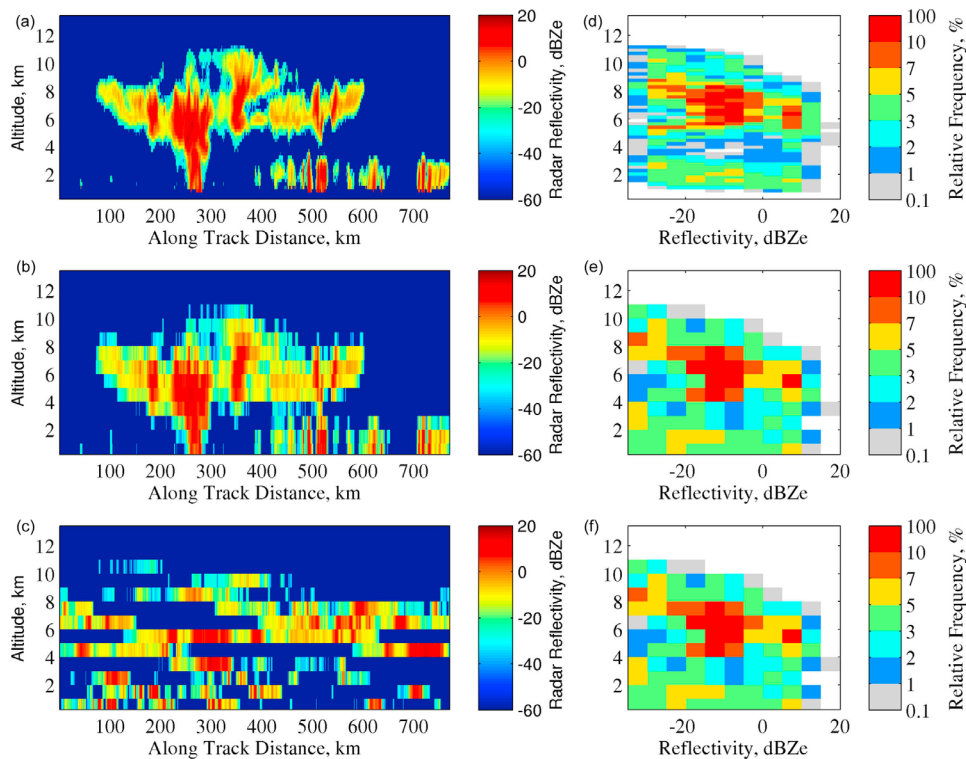 (a)
12
10
8
6
4
2
Altitude, km
100 200 300 400 500 600 700
Along Track Distance, km
20
0
-20
-40
-60
Radar Reflectivity, dBZe
(d)
12
10
8
6
4
2
-20 0 20
Reflectivity, dBZe
100
10
7
5
3
2
1
0.1
Relative Frequency, %
(b)
12
10
8
6
4
2
Altitude, km
100 200 300 400 500 600 700
Along Track Distance, km
20
0
-20
-40
-60
Radar Reflectivity, dBZe
(e)
12
10
8
6
4
2
-20 0 20
Reflectivity, dBZe
100
10
7
5
3
2
1
0.1
Relative Frequency, %
(c)
12
10
8
6
4
2
Altitude, km
100 200 300 400 500 600 700
Along Track Distance, km
20
0
-20
-40
-60
Radar Reflectivity, dBZe
(f)
12
10
8
6
4
2
-20 0 20
Reflectivity, dBZe
100
10
7
5
3
2
1
0.1
Relative Frequency, %